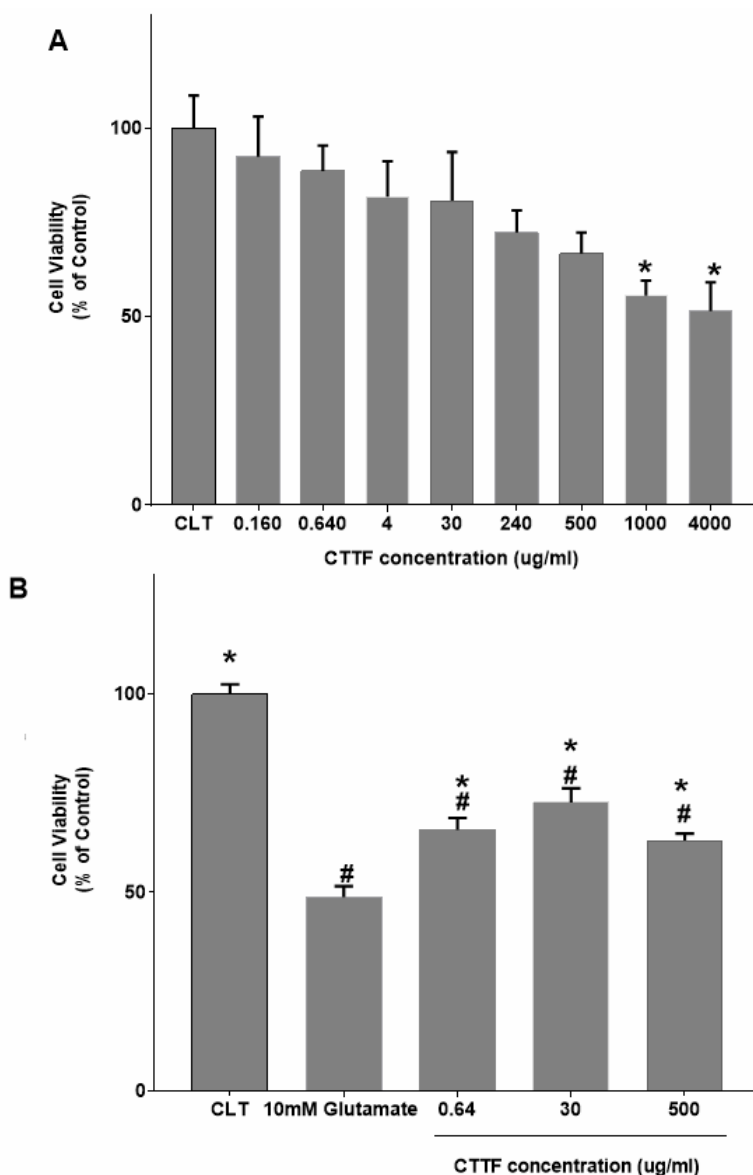 A
100
50
0
Cell Viability
(% of Control)
* *
CLT 0.160 0.640 4 30 240 500 1000 4000
CTTF concentration (ug/ml)
B
100
50
0
Cell Viability
(% of Control)
*
#
*
#
*
#
*
#
CLT 10mM Glutamate 0.64 30 500
CTTF concentration (ug/ml)